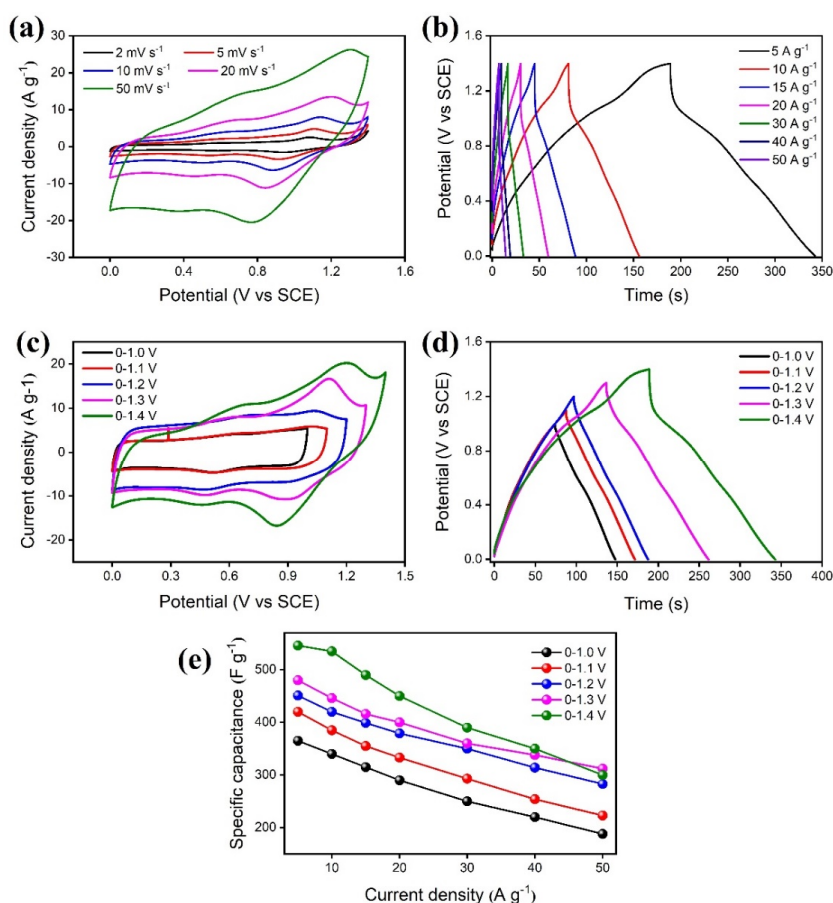 (a)
30
20
10
0
-10
-20
-30
0.0 0.4 0.8 1.2 1.6
Current density (A g⁻¹)
Potential (V vs SCE)
2 mV s⁻¹ 5 mV s⁻¹
10 mV s⁻¹ 20 mV s⁻¹
50 mV s⁻¹
(b)
1.6
1.2
0.8
0.4
0.0
0 50 100 150 200 250 300 350
Potential (V vs SCE)
Time (s)
5 A g⁻¹
10 A g⁻¹
15 A g⁻¹
20 A g⁻¹
30 A g⁻¹
40 A g⁻¹
50 A g⁻¹
(c)
20
10
0
-10
-20
0.0 0.3 0.6 0.9 1.2 1.5
Current density (A g-1)
Potential (V vs SCE)
0-1.0 V
0-1.1 V
0-1.2 V
0-1.3 V
0-1.4 V
(d)
1.6
1.2
0.8
0.4
0.0
0 50 100 150 200 250 300 350 400
Potential (V vs SCE)
Time (s)
0-1.0 V
0-1.1 V
0-1.2 V
0-1.3 V
0-1.4 V
(e)
500
400
300
200
10 20 30 40 50
Specific capacitance (F g⁻¹)
Current density (A g⁻¹)
0-1.0 V
0-1.1 V
0-1.2 V
0-1.3 V
0-1.4 V